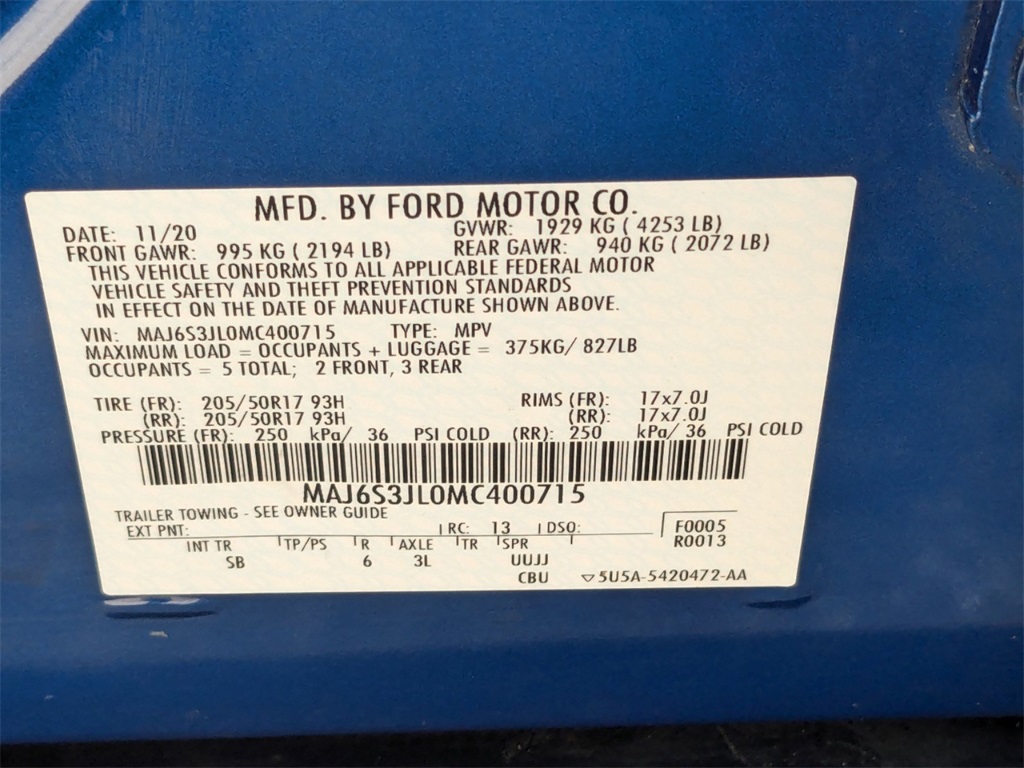 MFD. BY FORD MOTOR CO.
DATE: 11/20 GVWR: 1929 KG ( 4253 LB)
FRONT GAWR: 995 KG ( 2194 LB) REAR GAWR: 940 KG ( 2072 LB)
THIS VEHICLE CONFORMS TO ALL APPLICABLE FEDERAL MOTOR
VEHICLE SAFETY AND THEFT PREVENTION STANDARDS
IN EFFECT ON THE DATE OF MANUFACTURE SHOWN ABOVE.
VIN: MAJ6S3JL0MC400715 TYPE: MPV
MAXIMUM LOAD = OCCUPANTS + LUGGAGE = 375KG/ 827LB
OCCUPANTS = 5 TOTAL; 2 FRONT, 3 REAR
TIRE (FR): 205/50R17 93H RIMS (FR): 17x7.0J
(RR): 205/50R17 93H (RR): 17x7.0J
PRESSURE (FR): 250 kPa/ 36 PSI COLD (RR): 250 kPa/ 36 PSI COLD
MAJ6S3JL0MC400715
TRAILER TOWING - SEE OWNER GUIDE
EXT PNT: RC: 13 DSO: F0005
R0013
INT TR TP/PS R AXLE TR SPR
SB 6 3L UUJJ
CBU ▽5U5A-5420472-AA